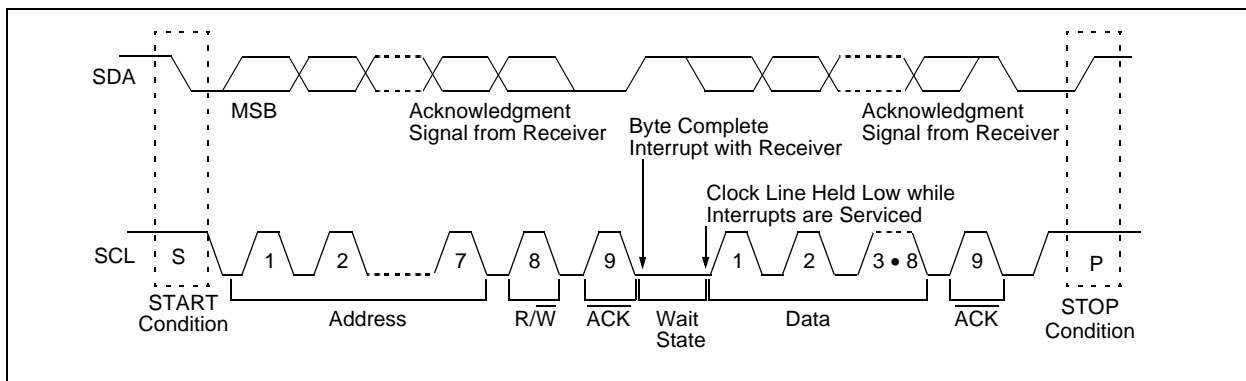 SDA
MSB
Acknowledgment
Signal from Receiver
Byte Complete
Interrupt with Receiver
Acknowledgment
Signal from Receiver
Clock Line Held Low while
Interrupts are Serviced
SCL
S
1
2
7
8
9
1
2
3 • 8
9
P
START
Condition
Address
R/W̅
A̅C̅K̅
Wait
State
Data
A̅C̅K̅
STOP
Condition